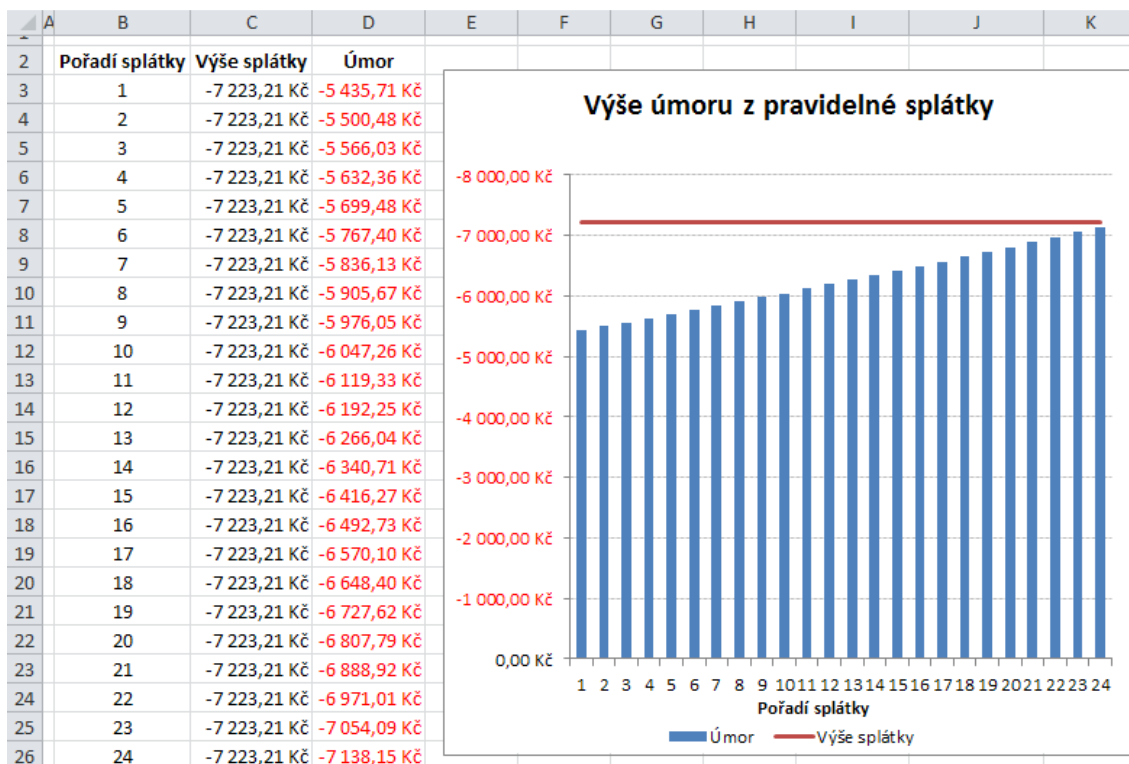 A B C D E F G H I J K
1
2 Pořadí splátky Výše splátky Úmor
3 1 -7 223,21 Kč -5 435,71 Kč
4 2 -7 223,21 Kč -5 500,48 Kč
5 3 -7 223,21 Kč -5 566,03 Kč
6 4 -7 223,21 Kč -5 632,36 Kč
7 5 -7 223,21 Kč -5 699,48 Kč
8 6 -7 223,21 Kč -5 767,40 Kč
9 7 -7 223,21 Kč -5 836,13 Kč
10 8 -7 223,21 Kč -5 905,67 Kč
11 9 -7 223,21 Kč -5 976,05 Kč
12 10 -7 223,21 Kč -6 047,26 Kč
13 11 -7 223,21 Kč -6 119,33 Kč
14 12 -7 223,21 Kč -6 192,25 Kč
15 13 -7 223,21 Kč -6 266,04 Kč
16 14 -7 223,21 Kč -6 340,71 Kč
17 15 -7 223,21 Kč -6 416,27 Kč
18 16 -7 223,21 Kč -6 492,73 Kč
19 17 -7 223,21 Kč -6 570,10 Kč
20 18 -7 223,21 Kč -6 648,40 Kč
21 19 -7 223,21 Kč -6 727,62 Kč
22 20 -7 223,21 Kč -6 807,79 Kč
23 21 -7 223,21 Kč -6 888,92 Kč
24 22 -7 223,21 Kč -6 971,01 Kč
25 23 -7 223,21 Kč -7 054,09 Kč
26 24 -7 223,21 Kč -7 138,15 Kč
Výše úmoru z pravidelné splátky
-8 000,00 Kč
-7 000,00 Kč
-6 000,00 Kč
-5 000,00 Kč
-4 000,00 Kč
-3 000,00 Kč
-2 000,00 Kč
-1 000,00 Kč
0,00 Kč
1 2 3 4 5 6 7 8 9 10 11 12 13 14 15 16 17 18 19 20 21 22 23 24
Pořadí splátky
Úmor Výše splátky